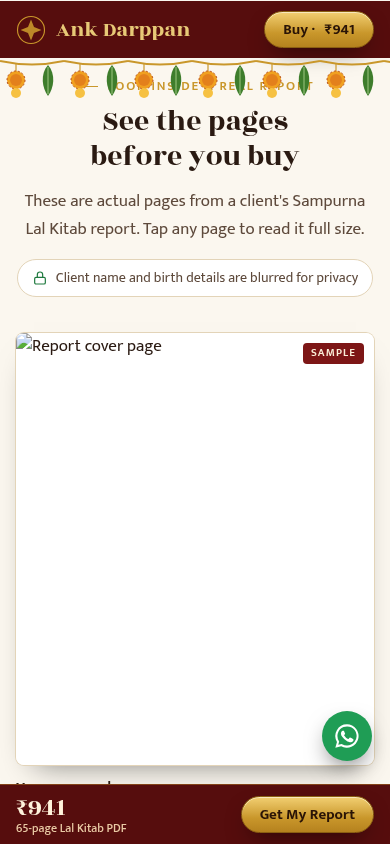 Ank Darppan
Buy · ₹941
See the pages
before you buy
These are actual pages from a client's Sampurna
Lal Kitab report. Tap any page to read it full size.
Client name and birth details are blurred for privacy
Report cover page
SAMPLE
₹941
65-page Lal Kitab PDF
Get My Report